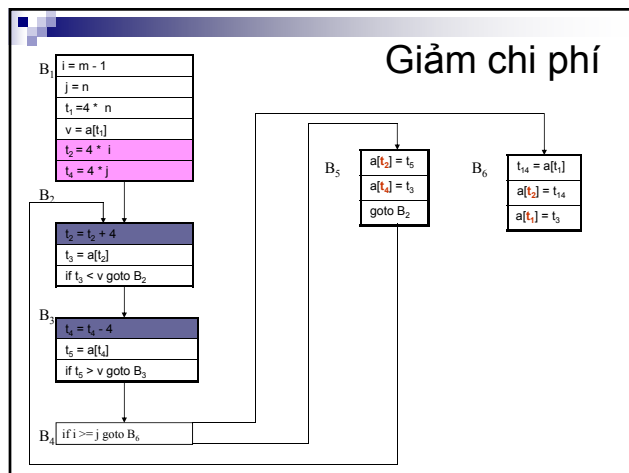 Giảm chi phí
B1
i = m - 1
j = n
t1 =4 * n
v = a[t1]
t2 = 4 * i
t4 = 4 * j
B2
t2 = t2 + 4
t3 = a[t2]
if t3 < v goto B2
B3
t4 = t4 - 4
t5 = a[t4]
if t5 > v goto B3
B4
if i >= j goto B6
B5
a[t2] = t5
a[t4] = t3
goto B2
B6
t14 = a[t1]
a[t2] = t14
a[t1] = t3